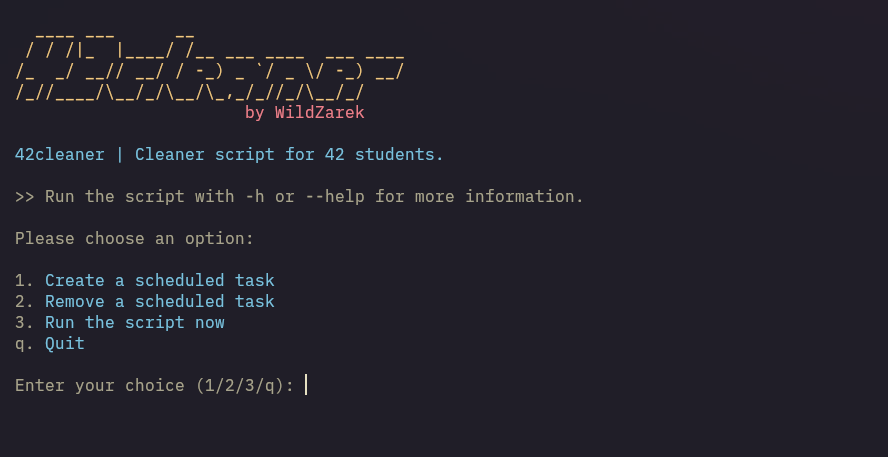 ____ ___      __
  / / /|_  |____/ /__ ___ ____  ___ ____
 /_  _/ __// __/ / -_) _ `/ _ \/ -_) __/
  /_//____/\__/_/\__/\_,_/_//_/\__/_/
by WildZarek
42cleaner | Cleaner script for 42 students.
>> Run the script with -h or --help for more information.
Please choose an option:
1. Create a scheduled task
2. Remove a scheduled task
3. Run the script now
q. Quit
Enter your choice (1/2/3/q):